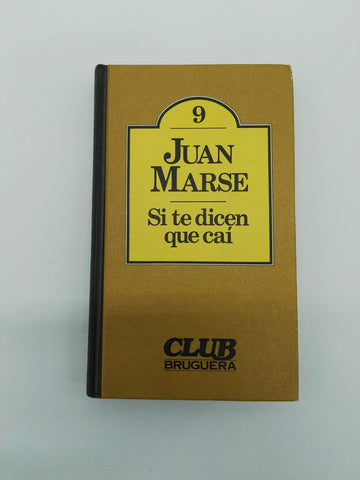 9
JUAN
MARSE
Si te dicen
que caí
CLUB
BRUGUERA